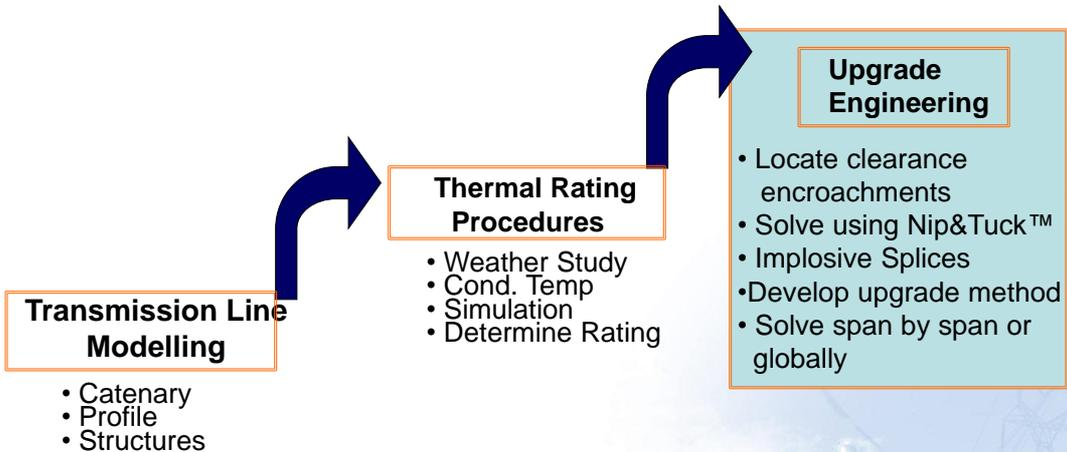 Transmission Line
Modelling
• Catenary
• Profile
• Structures
Thermal Rating
Procedures
• Weather Study
• Cond. Temp
• Simulation
• Determine Rating
Upgrade
Engineering
• Locate clearance
encroachments
• Solve using Nip&Tuck™
• Implosive Splices
•Develop upgrade method
• Solve span by span or
globally